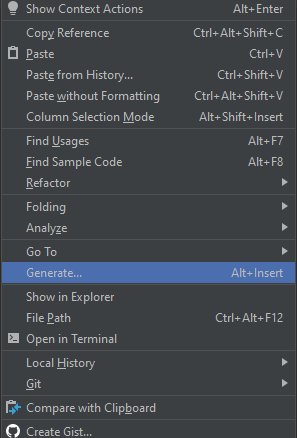 Show Context Actions Alt+Enter
Copy Reference Ctrl+Alt+Shift+C
Paste Ctrl+V
Paste from History... Ctrl+Shift+V
Paste without Formatting Ctrl+Alt+Shift+V
Column Selection Mode Alt+Shift+Insert
Find Usages Alt+F7
Find Sample Code Alt+F8
Refactor
Folding
Analyze
Go To
Generate... Alt+Insert
Show in Explorer
File Path Ctrl+Alt+F12
Open in Terminal
Local History
Git
Compare with Clipboard
Create Gist...